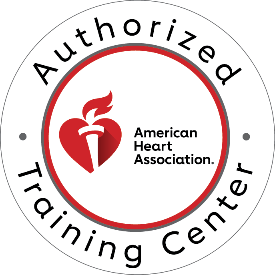 Authorized
American
Heart
Association.
Training Center